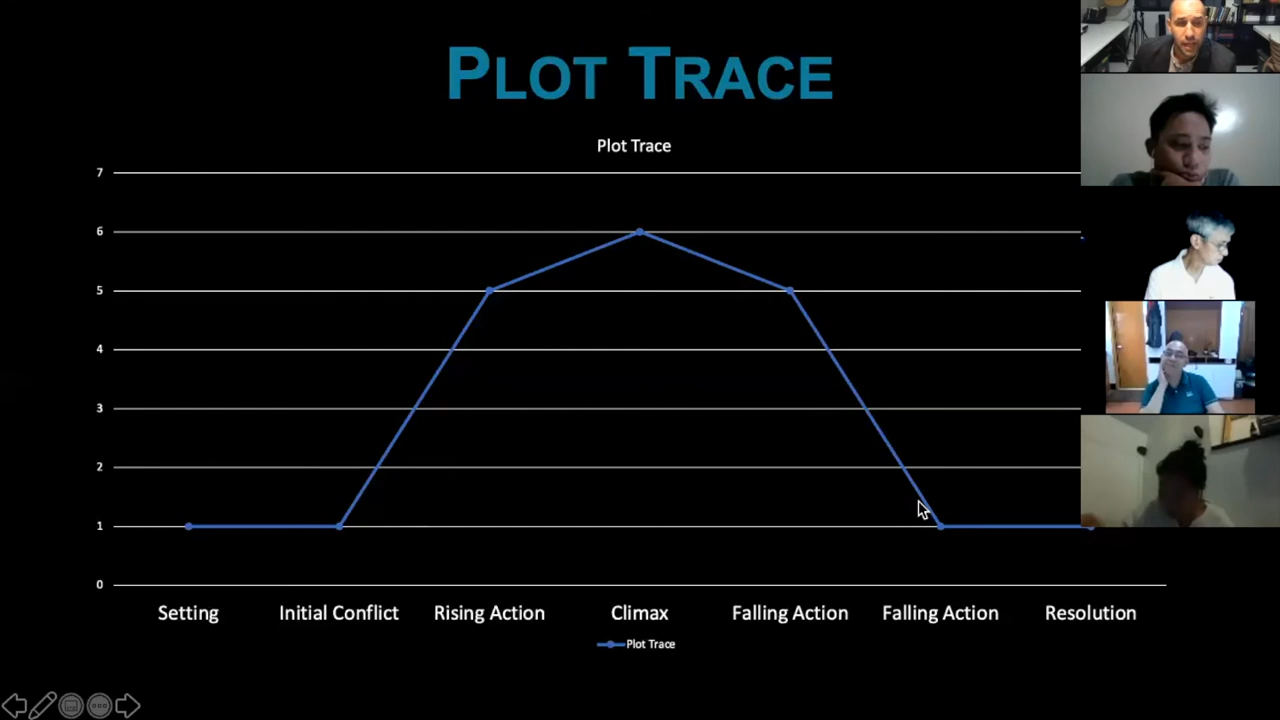 PLOT TRACE
Plot Trace
7
6
5
4
3
2
1
0
Setting Initial Conflict Rising Action Climax Falling Action Falling Action Resolution
Plot Trace